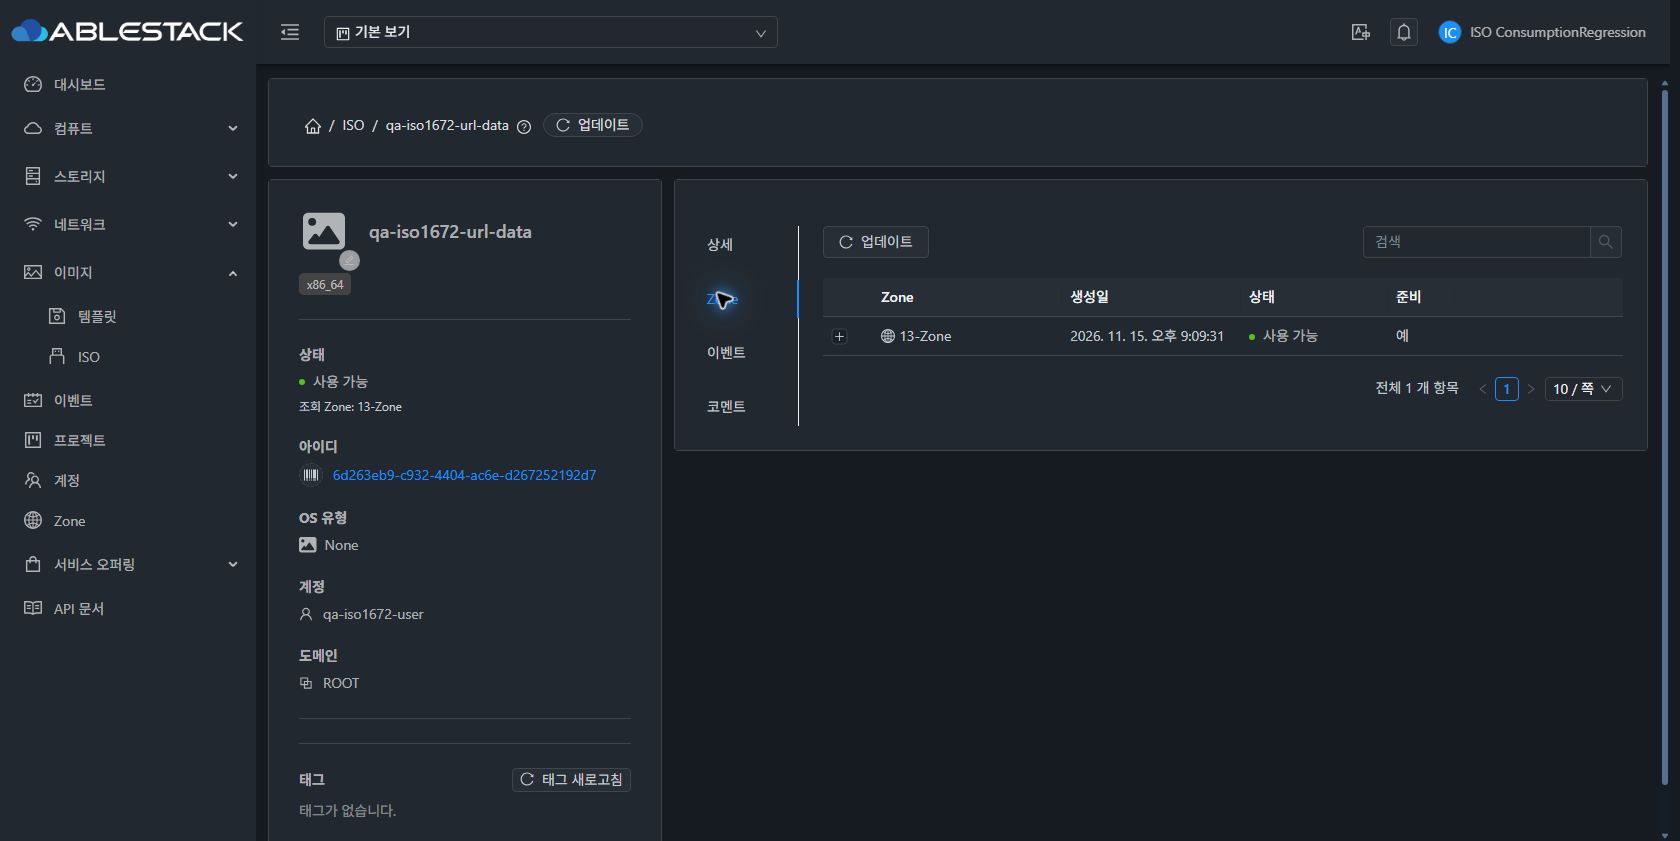 ABLESTACK
기본 보기
IC
ISO ConsumptionRegression
대시보드
컴퓨트
스토리지
네트워크
이미지
템플릿
ISO
이벤트
프로젝트
계정
Zone
서비스 오퍼링
API 문서
/ ISO / qa-iso1672-url-data
업데이트
qa-iso1672-url-data
x86_64
상태
사용 가능
조회 Zone: 13-Zone
아이디
6d263eb9-c932-4404-ac6e-d267252192d7
OS 유형
None
계정
qa-iso1672-user
도메인
ROOT
태그
태그 새로고침
태그가 없습니다.
상세
Zone
이벤트
코멘트
업데이트
검색
Zone 생성일 상태 준비
13-Zone 2026. 11. 15. 오후 9:09:31 사용 가능 예
전체 1 개 항목 < 1 > 10 / 쪽